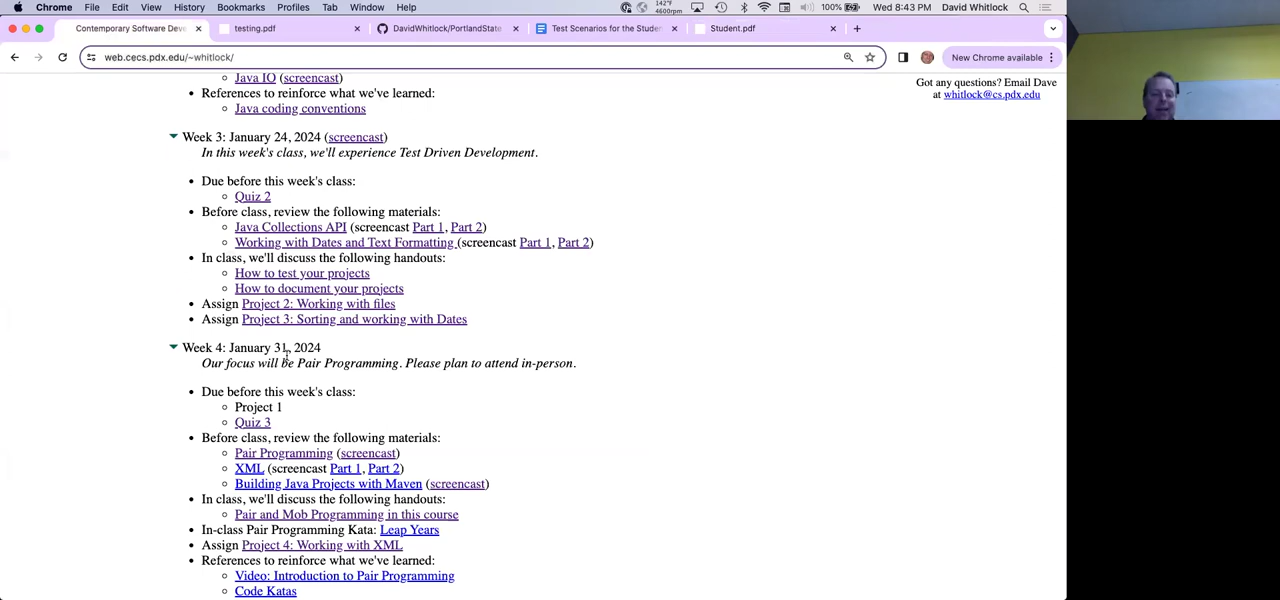 Chrome File Edit View History Bookmarks Profiles Tab Window Help 142°F 4600rpm 100% Wed 8:43 PM David Whitlock
Contemporary Software Deve testing.pdf DavidWhitlock/PortlandState Test Scenarios for the Studen Student.pdf
web.cecs.pdx.edu/~whitlock/ New Chrome available
Java IO (screencast)
References to reinforce what we've learned:
Java coding conventions
Got any questions? Email Dave
at whitlock@cs.pdx.edu
Week 3: January 24, 2024 (screencast)
In this week's class, we'll experience Test Driven Development.
Due before this week's class:
Quiz 2
Before class, review the following materials:
Java Collections API (screencast Part 1, Part 2)
Working with Dates and Text Formatting (screencast Part 1, Part 2)
In class, we'll discuss the following handouts:
How to test your projects
How to document your projects
Assign Project 2: Working with files
Assign Project 3: Sorting and working with Dates
Week 4: January 31, 2024
Our focus will be Pair Programming. Please plan to attend in-person.
Due before this week's class:
Project 1
Quiz 3
Before class, review the following materials:
Pair Programming (screencast)
XML (screencast Part 1, Part 2)
Building Java Projects with Maven (screencast)
In class, we'll discuss the following handouts:
Pair and Mob Programming in this course
In-class Pair Programming Kata: Leap Years
Assign Project 4: Working with XML
References to reinforce what we've learned:
Video: Introduction to Pair Programming
Code Katas